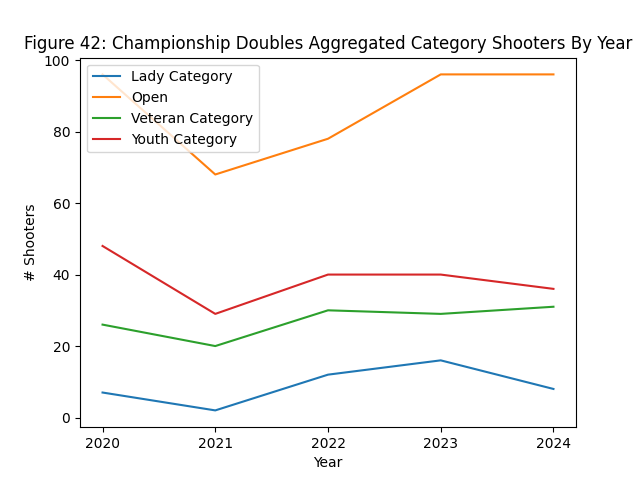 Figure 42: Championship Doubles Aggregated Category Shooters By Year
100
80
60
40
20
0
# Shooters
Lady Category
Open
Veteran Category
Youth Category
2020 2021 2022 2023 2024
Year